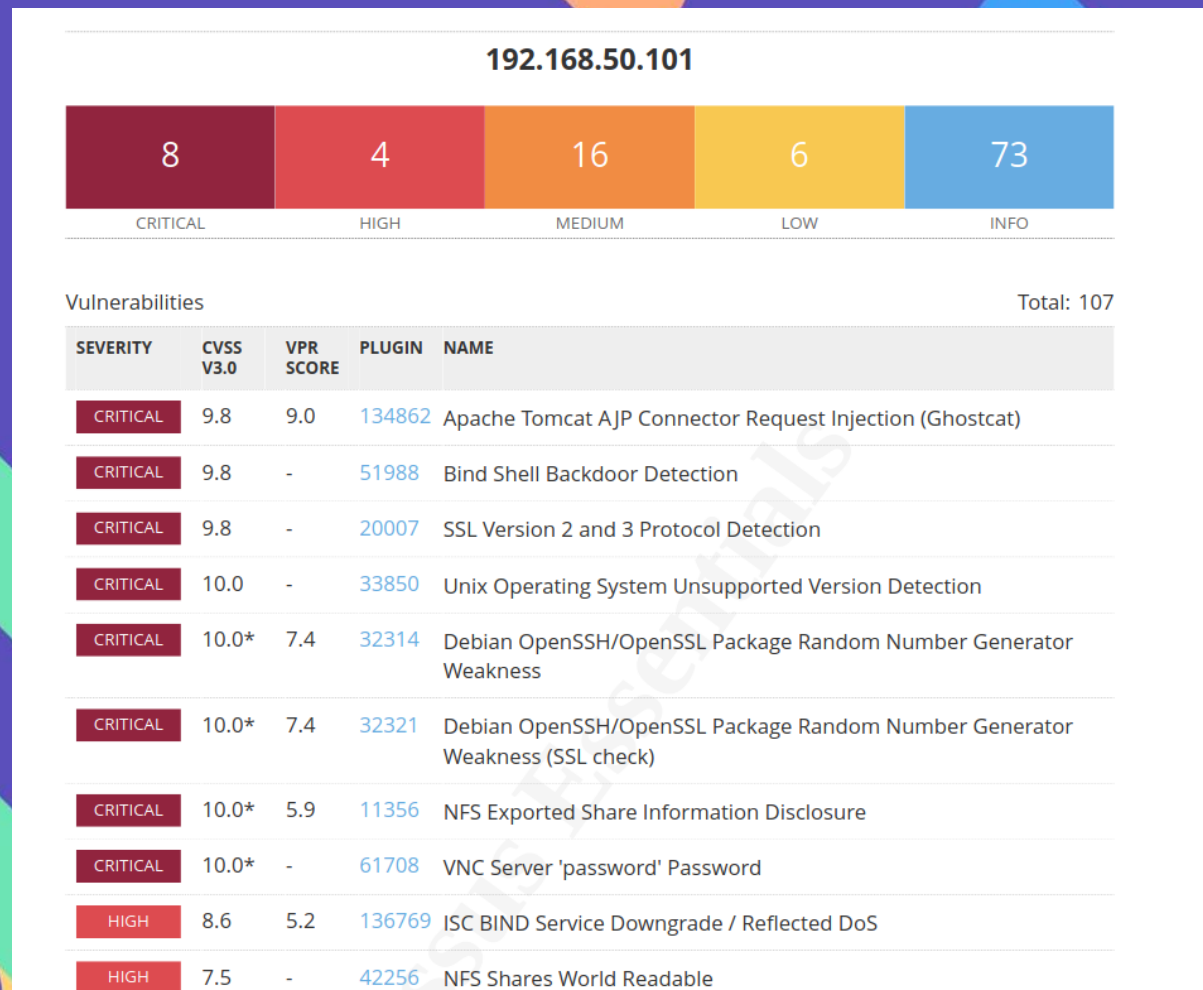 192.168.50.101
8 4 16 6 73
CRITICAL HIGH MEDIUM LOW INFO
Vulnerabilities Total: 107
SEVERITY CVSS V3.0 VPR SCORE PLUGIN NAME
CRITICAL 9.8 9.0 134862 Apache Tomcat AJP Connector Request Injection (Ghostcat)
CRITICAL 9.8 - 51988 Bind Shell Backdoor Detection
CRITICAL 9.8 - 20007 SSL Version 2 and 3 Protocol Detection
CRITICAL 10.0 - 33850 Unix Operating System Unsupported Version Detection
CRITICAL 10.0* 7.4 32314 Debian OpenSSH/OpenSSL Package Random Number Generator
Weakness
CRITICAL 10.0* 7.4 32321 Debian OpenSSH/OpenSSL Package Random Number Generator
Weakness (SSL check)
CRITICAL 10.0* 5.9 11356 NFS Exported Share Information Disclosure
CRITICAL 10.0* - 61708 VNC Server 'password' Password
HIGH 8.6 5.2 136769 ISC BIND Service Downgrade / Reflected DoS
HIGH 7.5 - 42256 NFS Shares World Readable
Essentials